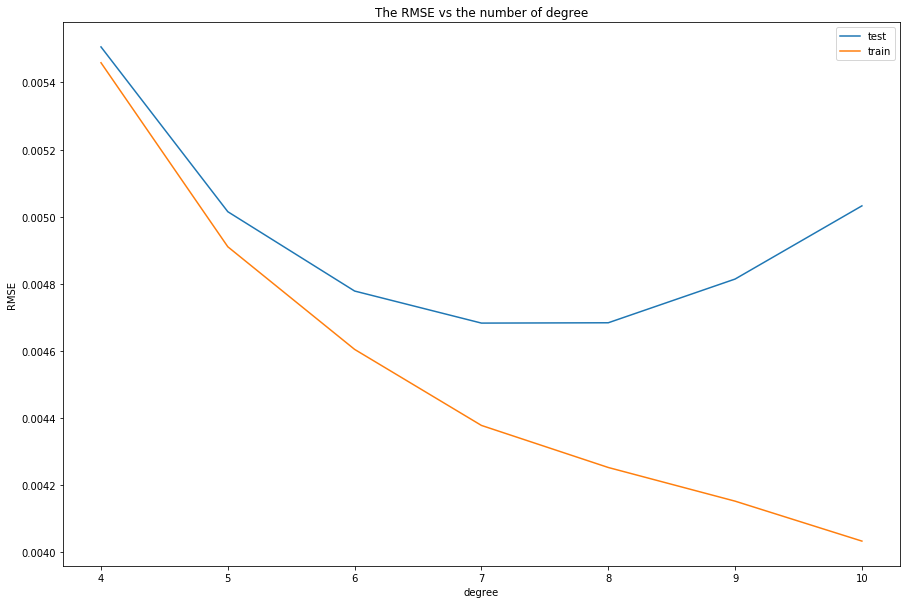 The RMSE vs the number of degree
test
train
0.0054
0.0052
0.0050
0.0048
0.0046
0.0044
0.0042
0.0040
RMSE
4 5 6 7 8 9 10
degree